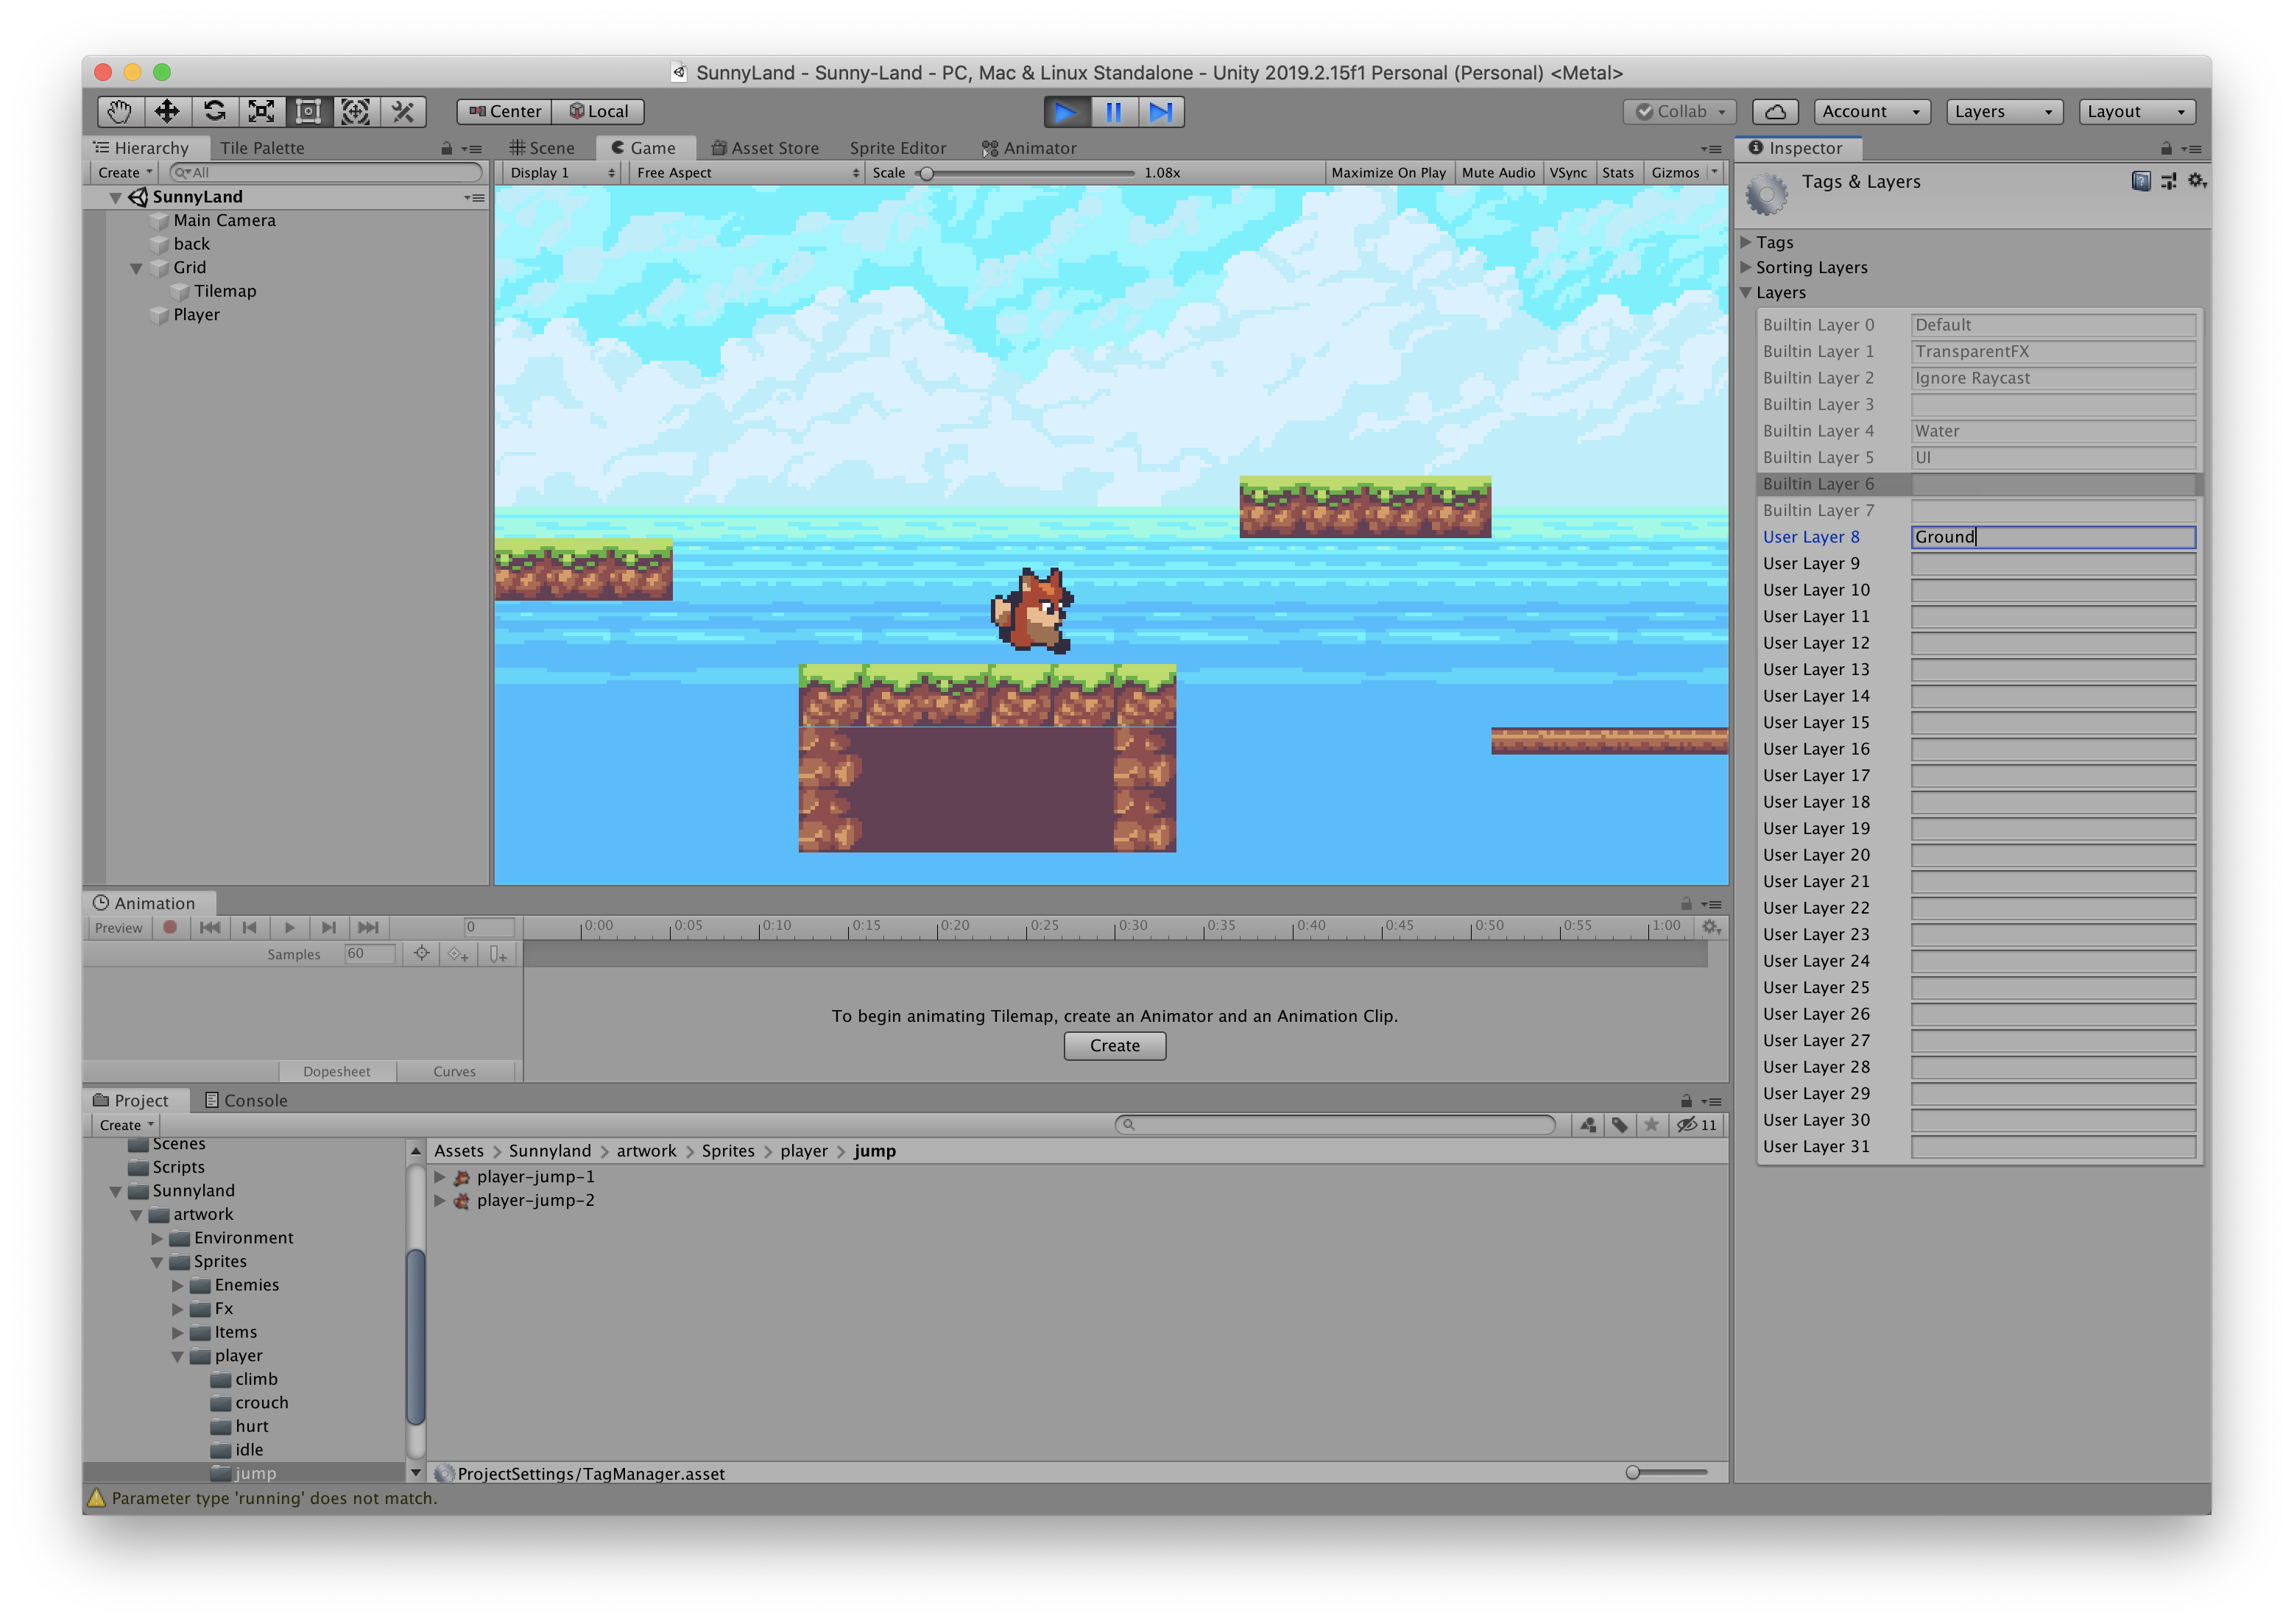 SunnyLand - Sunny-Land - PC, Mac & Linux Standalone - Unity 2019.2.15f1 Personal (Personal) <Metal>
Center Local Collab Account Layers Layout
Hierarchy Tile Palette
Create All
SunnyLand
Main Camera
back
Grid
Tilemap
Player
Scene Game Asset Store Sprite Editor Animator
Display 1 Free Aspect Scale 1.08x Maximize On Play Mute Audio VSync Stats Gizmos
Inspector
Tags & Layers
Tags
Sorting Layers
Layers
Builtin Layer 0 Default
Builtin Layer 1 TransparentFX
Builtin Layer 2 Ignore Raycast
Builtin Layer 3
Builtin Layer 4 Water
Builtin Layer 5 UI
Builtin Layer 6
Builtin Layer 7
User Layer 8 Ground
User Layer 9
User Layer 10
User Layer 11
User Layer 12
User Layer 13
User Layer 14
User Layer 15
User Layer 16
User Layer 17
User Layer 18
User Layer 19
User Layer 20
User Layer 21
User Layer 22
User Layer 23
User Layer 24
User Layer 25
User Layer 26
User Layer 27
User Layer 28
User Layer 29
User Layer 30
User Layer 31
Animation
Preview 0 0:00 0:05 0:10 0:15 0:20 0:25 0:30 0:35 0:40 0:45 0:50 0:55 1:00
Samples 60
To begin animating Tilemap, create an Animator and an Animation Clip.
Create
Dopesheet Curves
Project Console
Create 11
Scenes
Scripts
Sunnyland
artwork
Environment
Sprites
Enemies
Fx
Items
player
climb
crouch
hurt
idle
jump
Assets > Sunnyland > artwork > Sprites > player > jump
player-jump-1
player-jump-2
ProjectSettings/TagManager.asset
Parameter type 'running' does not match.